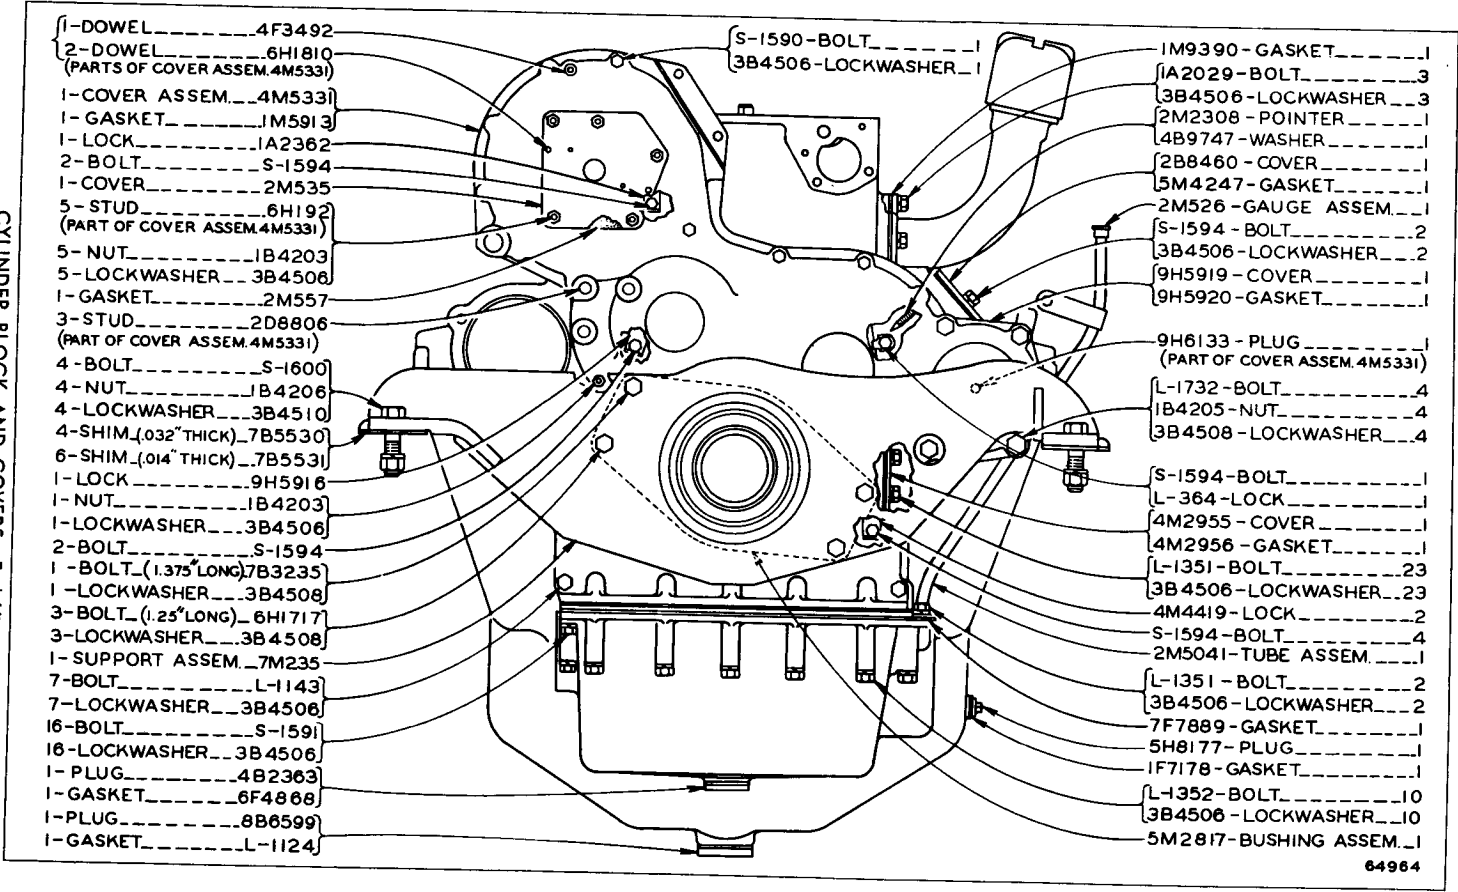 1-DOWEL 4F3492
2-DOWEL 6H1810
(PARTS OF COVER ASSEM.4M5331)
1-COVER ASSEM. 4M5331
1-GASKET 1M5913
1-LOCK 1A2362
2-BOLT S-1594
1-COVER 2M535
5-STUD 6H192
(PART OF COVER ASSEM.4M5331)
5-NUT 1B4203
5-LOCKWASHER 3B4506
1-GASKET 2M557
3-STUD 2D8806
(PART OF COVER ASSEM.4M5331)
4-BOLT S-1600
4-NUT 1B4206
4-LOCKWASHER 3B4510
4-SHIM (.032" THICK) 7B5530
6-SHIM (.014" THICK) 7B5531
1-LOCK 9H5916
1-NUT 1B4203
1-LOCKWASHER 3B4506
2-BOLT S-1594
1-BOLT (1.375" LONG) 7B3235
1-LOCKWASHER 3B4508
3-BOLT (1.25" LONG) 6H1717
3-LOCKWASHER 3B4508
1-SUPPORT ASSEM. 7M235
7-BOLT L-1143
7-LOCKWASHER 3B4506
16-BOLT S-1591
16-LOCKWASHER 3B4506
1-PLUG 4B2363
1-GASKET 6F4868
1-PLUG 8B6599
1-GASKET L-1124
S-1590-BOLT 1
3B4506-LOCKWASHER 1
1M9390-GASKET 1
1A2029-BOLT 3
3B4506-LOCKWASHER 3
2M2308-POINTER 1
4B9747-WASHER 1
2B8460-COVER 1
5M4247-GASKET 1
2M526-GAUGE ASSEM. 1
S-1594-BOLT 2
3B4506-LOCKWASHER 2
9H5919-COVER 1
9H5920-GASKET 1
9H6133-PLUG 1
(PART OF COVER ASSEM.4M5331)
L-1732-BOLT 4
1B4205-NUT 4
3B4508-LOCKWASHER 4
S-1594-BOLT 1
L-364-LOCK 1
4M2955-COVER 1
4M2956-GASKET 1
L-1351-BOLT 23
3B4506-LOCKWASHER 23
4M4419-LOCK 2
S-1594-BOLT 4
2M5041-TUBE ASSEM. 1
L-1351-BOLT 2
3B4506-LOCKWASHER 2
7F7889-GASKET 1
5H8177-PLUG 1
1F7178-GASKET 1
L-1352-BOLT 10
3B4506-LOCKWASHER 10
5M2817-BUSHING ASSEM. 1
64964